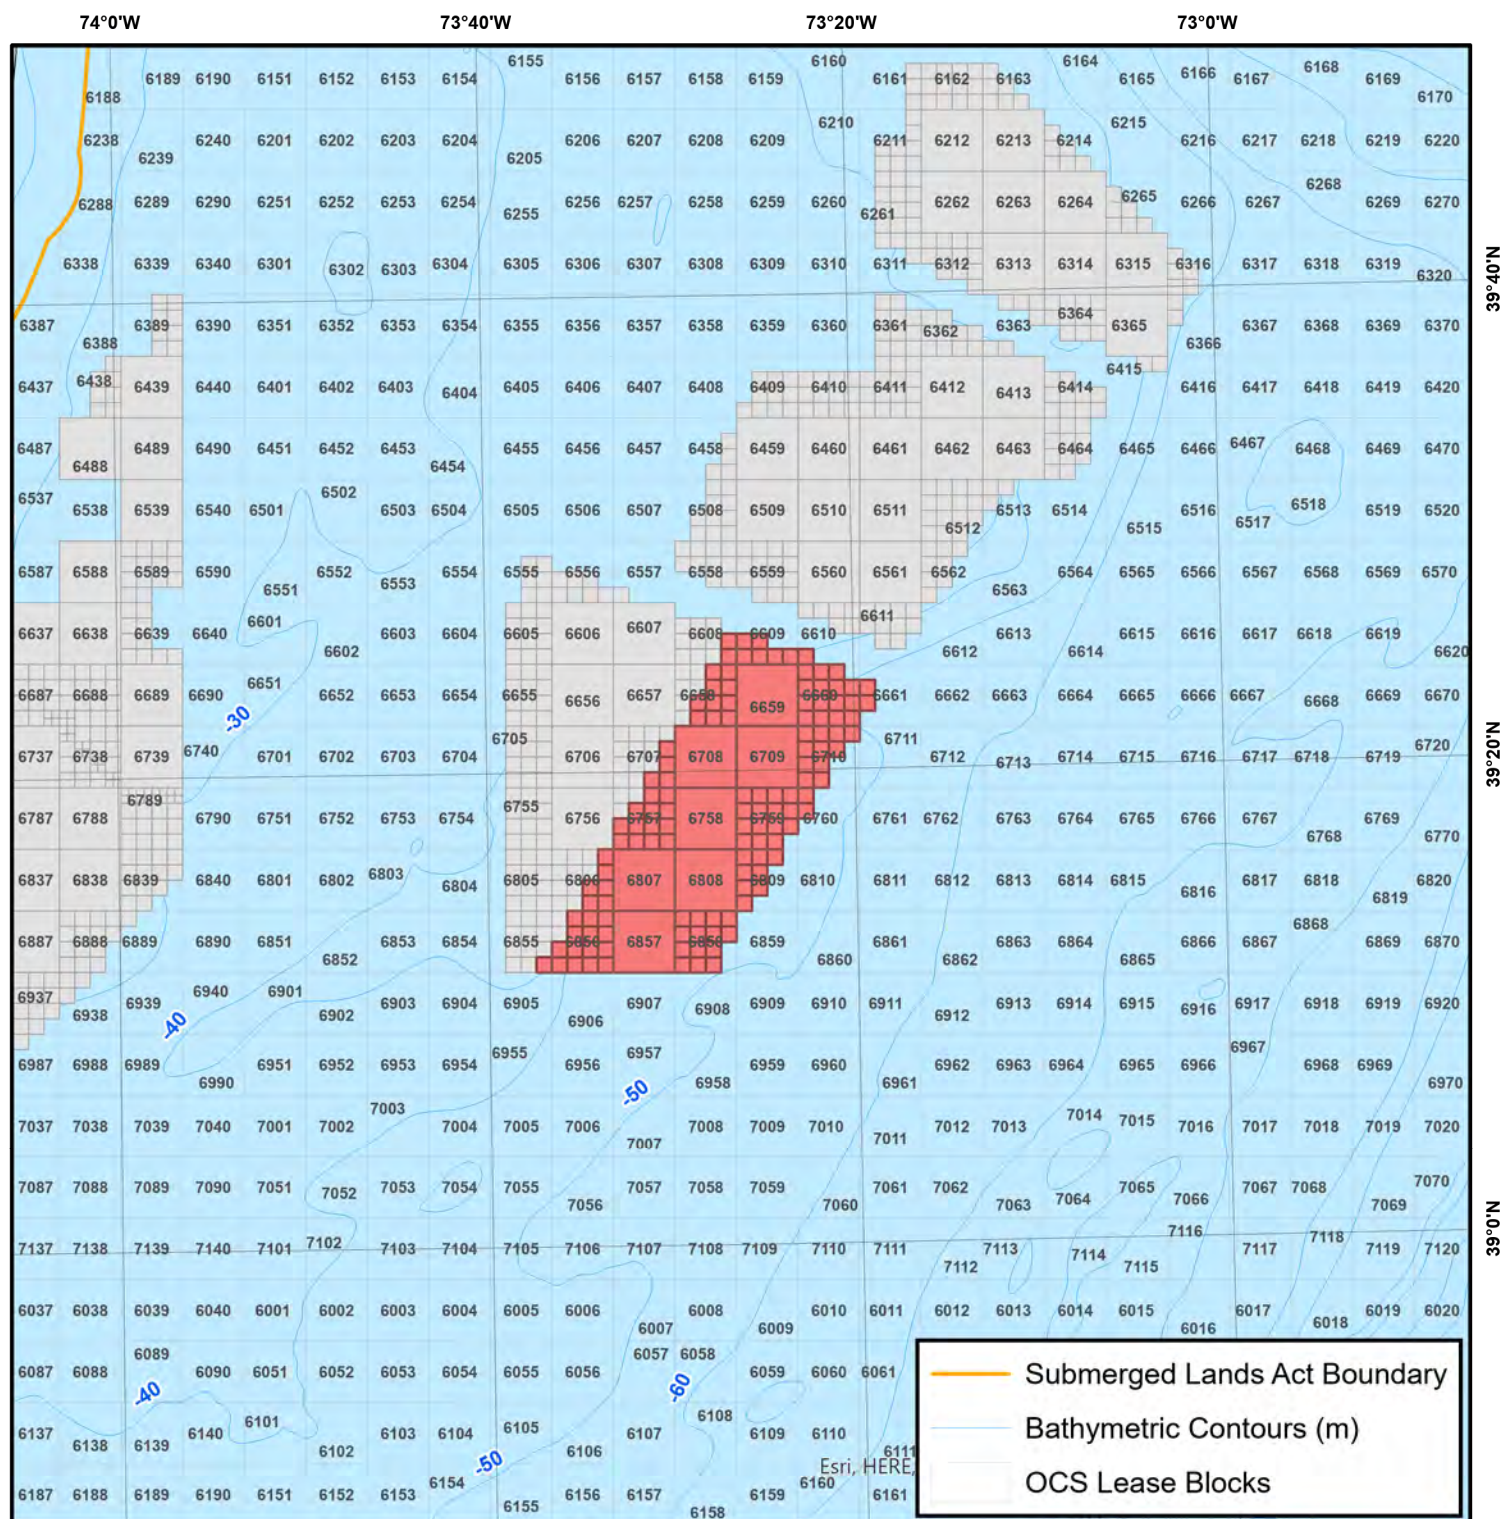 74°0'W 73°40'W 73°20'W 73°0'W
6155 6160 6164 6166 6168
6189 6190 6151 6152 6153 6154 6156 6157 6158 6159 6161 6162 6163 6165 6167 6169
6188 6170
6210 6215
6238 6240 6201 6202 6203 6204 6206 6207 6208 6209 6211 6212 6213 6214 6216 6217 6218 6219 6220
6239 6205
6268
6288 6289 6290 6251 6252 6253 6254 6256 6257 6258 6259 6260 6262 6263 6264 6265 6266 6267 6269 6270
6255 6261
6338 6339 6340 6301 6302 6303 6304 6305 6306 6307 6308 6309 6310 6311 6312 6313 6314 6315 6316 6317 6318 6319 6320
39°40'N
6387 6389 6390 6351 6352 6353 6354 6355 6356 6357 6358 6359 6360 6361 6362 6363 6364 6365 6367 6368 6369 6370
6388 6366
6415
6437 6438 6439 6440 6401 6402 6403 6404 6405 6406 6407 6408 6409 6410 6411 6412 6413 6414 6416 6417 6418 6419 6420
6487 6489 6490 6451 6452 6453 6455 6456 6457 6458 6459 6460 6461 6462 6463 6464 6465 6466 6467 6468 6469 6470
6488 6454
6537 6502
6538 6539 6540 6501 6503 6504 6505 6506 6507 6508 6509 6510 6511 6513 6514 6516 6518 6519 6520
6512 6515 6517
6587 6588 6589 6590 6552 6553 6554 6555 6556 6557 6558 6559 6560 6561 6562 6564 6565 6566 6567 6568 6569 6570
6551 6563
6601 6607 6611
6637 6638 6639 6640 6603 6604 6605 6606 6608 6609 6610 6613 6615 6616 6617 6618 6619
6602 6612 6614 6620
6651
6687 6688 6689 6690 6652 6653 6654 6655 6656 6657 6658 6660 6661 6662 6663 6664 6665 6666 6667 6668 6669 6670
6659
-30
6705 6711 6720
6737 6738 6739 6740 6701 6702 6703 6704 6706 6707 6708 6709 6710 6712 6713 6714 6715 6716 6717 6718 6719
39°20'N
6789 6755
6787 6788 6790 6751 6752 6753 6754 6756 6757 6758 6759 6760 6761 6762 6763 6764 6765 6766 6767 6769
6768 6770
6803
6837 6838 6839 6840 6801 6802 6804 6805 6806 6807 6808 6809 6810 6811 6812 6813 6814 6815 6816 6817 6818 6820
6819
6868
6887 6888 6889 6890 6851 6853 6854 6855 6856 6857 6858 6859 6861 6863 6864 6866 6867 6869 6870
6852 6860 6862 6865
6937 6940 6901
6938 6939 6902 6903 6904 6905 6907 6908 6909 6910 6911 6912 6913 6914 6915 6916 6917 6918 6919 6920
-40 6906
6955 6957 6967
6987 6988 6989 6951 6952 6953 6954 6956 6959 6960 6962 6963 6964 6965 6966 6968 6969
6990 6958 6961 6970
-50
7003 7014 7015
7037 7038 7039 7040 7001 7002 7004 7005 7006 7008 7009 7010 7012 7013 7016 7017 7018 7019 7020
7007 7011
7070
7087 7088 7089 7090 7051 7052 7053 7054 7055 7057 7058 7059 7061 7062 7064 7065 7067 7068
7056 7060 7063 7066 7069
7102 7116 7118
7137 7138 7139 7140 7101 7103 7104 7105 7106 7107 7108 7109 7110 7111 7113 7114 7117 7119 7120
7112 7115
39°0'N
6037 6038 6039 6040 6001 6002 6003 6004 6005 6006 6008 6010 6011 6012 6013 6014 6015 6017 6019 6020
6007 6009 6016 6018
6089 6057 6058
6087 6088 6090 6051 6052 6053 6054 6055 6056 6059 6060 6061
-40 -60
6101 6105 6108
6137 6138 6139 6140 6102 6103 6104 6106 6107 6109 6110 6111
-50
Esri, HERE,
6154 6160
6187 6188 6189 6190 6151 6152 6153 6155 6156 6157 6158 6159 6161
Submerged Lands Act Boundary
Bathymetric Contours (m)
OCS Lease Blocks